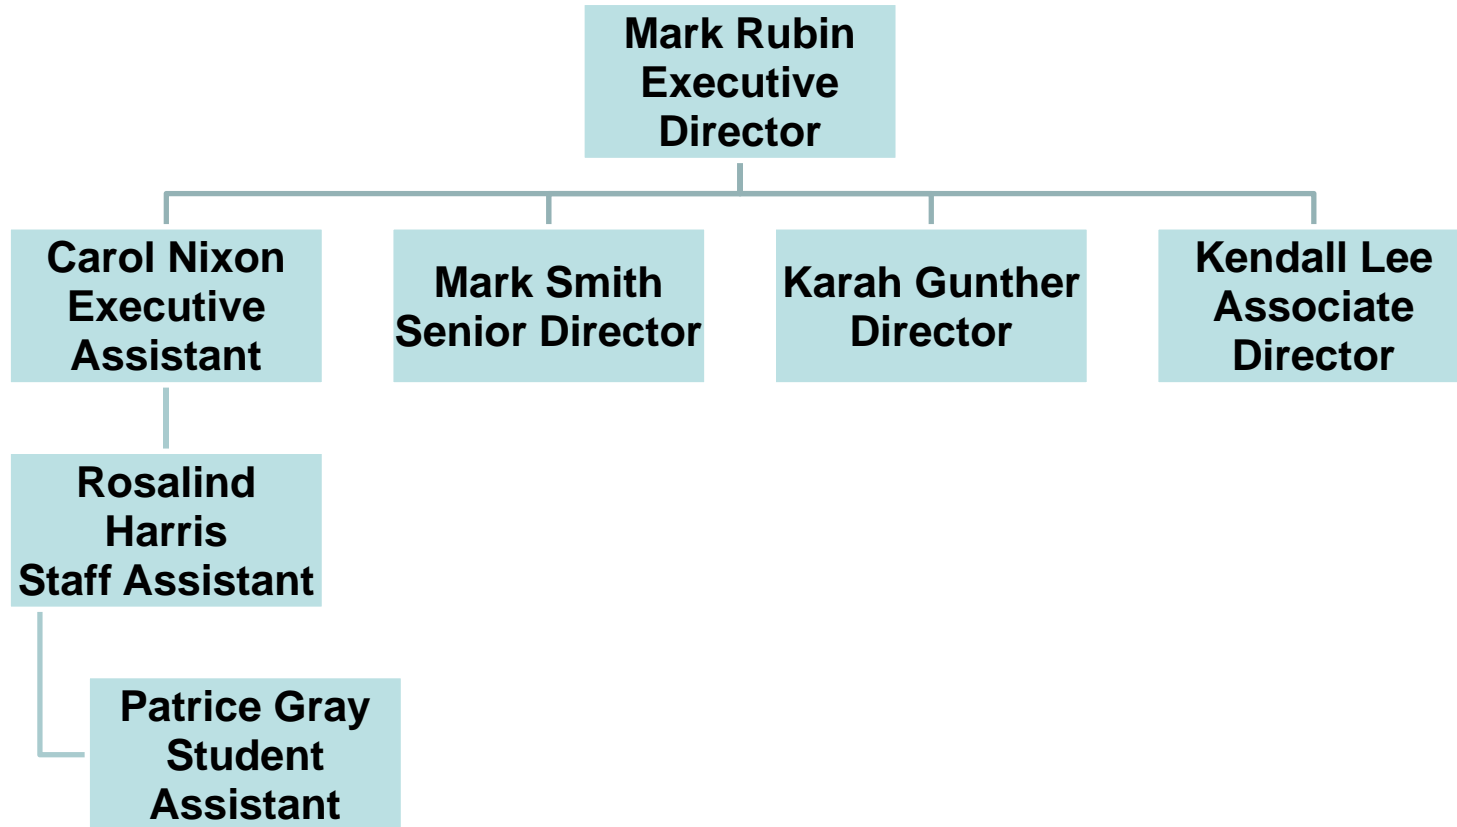 Mark Rubin
Executive
Director
Carol Nixon
Executive
Assistant
Mark Smith
Senior Director
Karah Gunther
Director
Kendall Lee
Associate
Director
Rosalind
Harris
Staff Assistant
Patrice Gray
Student
Assistant